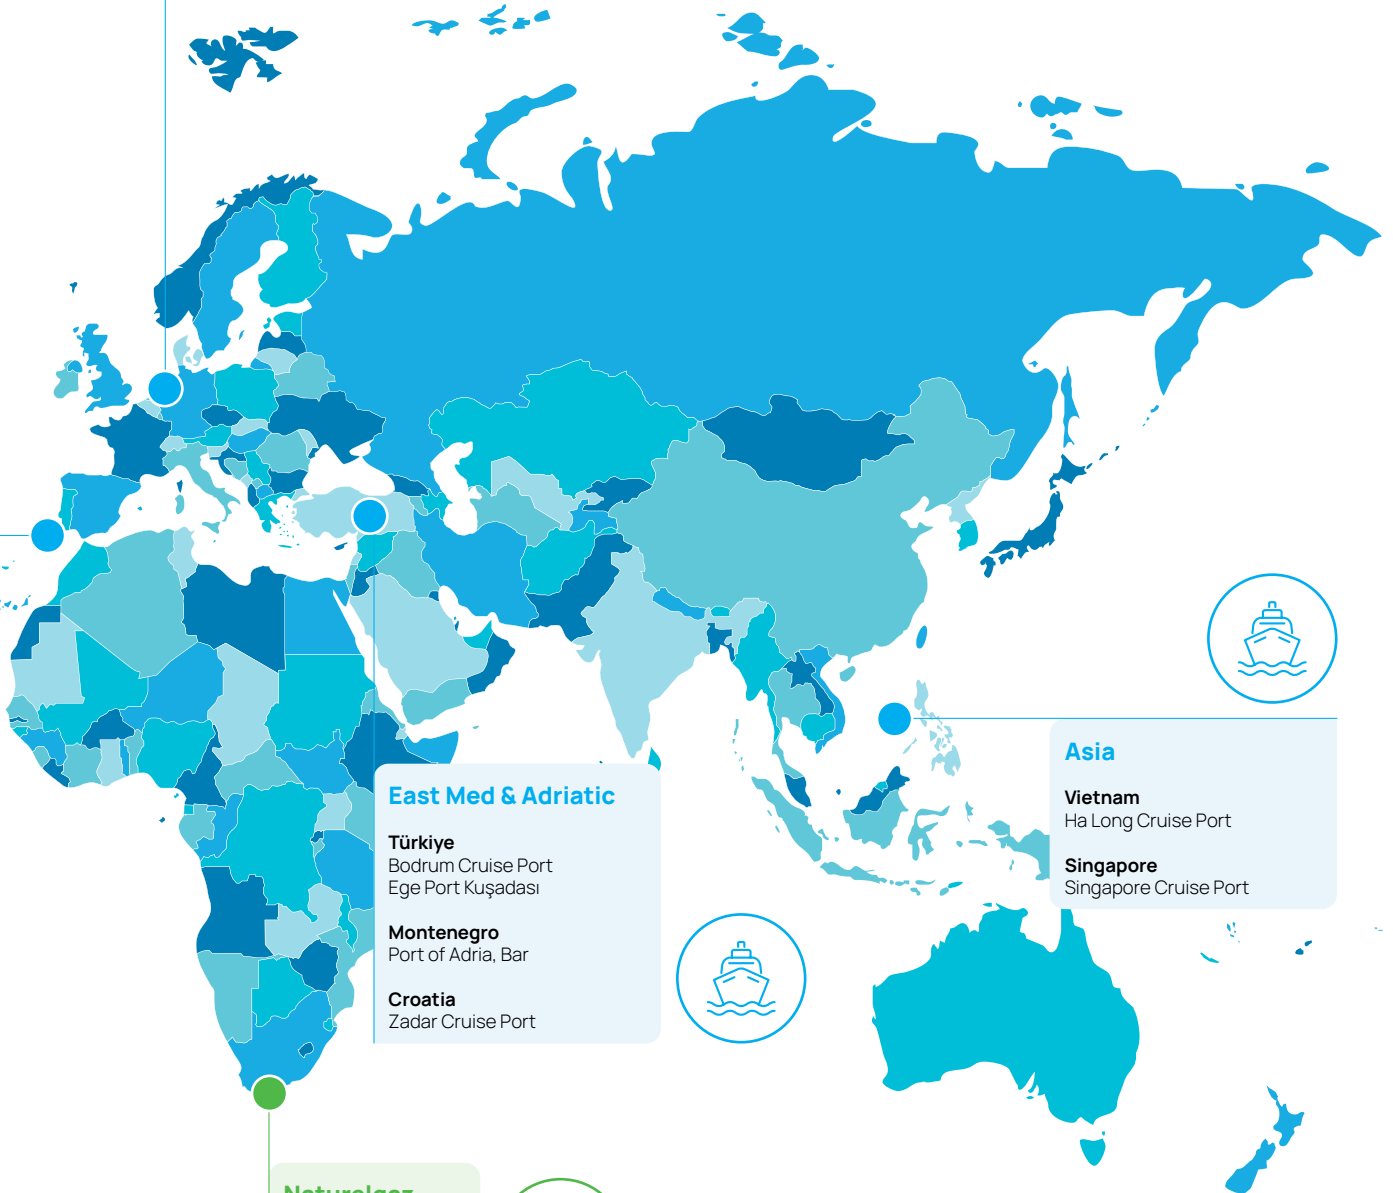 Asia
Vietnam
Ha Long Cruise Port
Singapore
Singapore Cruise Port
East Med & Adriatic
Türkiye
Bodrum Cruise Port
Ege Port Kuşadası
Montenegro
Port of Adria, Bar
Croatia
Zadar Cruise Port
Naturelgaz